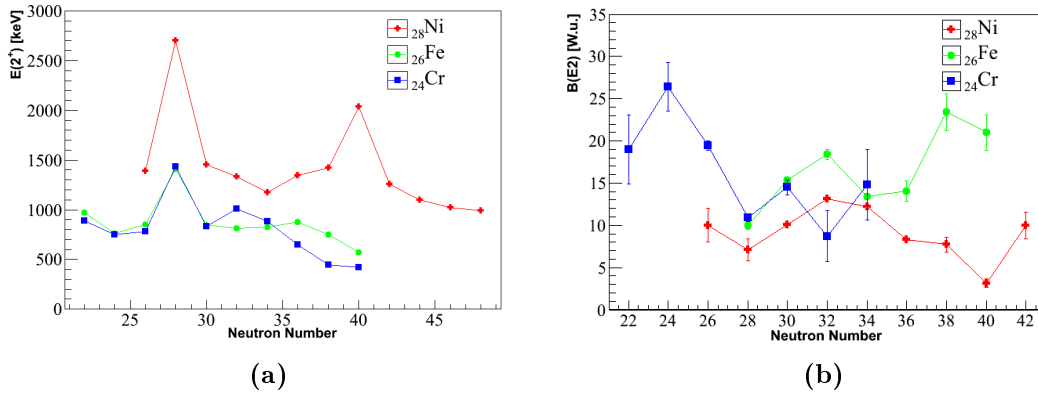 E(2⁺) [keV]
3000
2500
2000
1500
1000
500
0
25 30 35 40 45
Neutron Number
₂₈Ni
₂₆Fe
₂₄Cr
(a)
B(E2) [W.u.]
35
30
25
20
15
10
5
0
22 24 26 28 30 32 34 36 38 40 42
Neutron Number
₂₈Ni
₂₆Fe
₂₄Cr
(b)